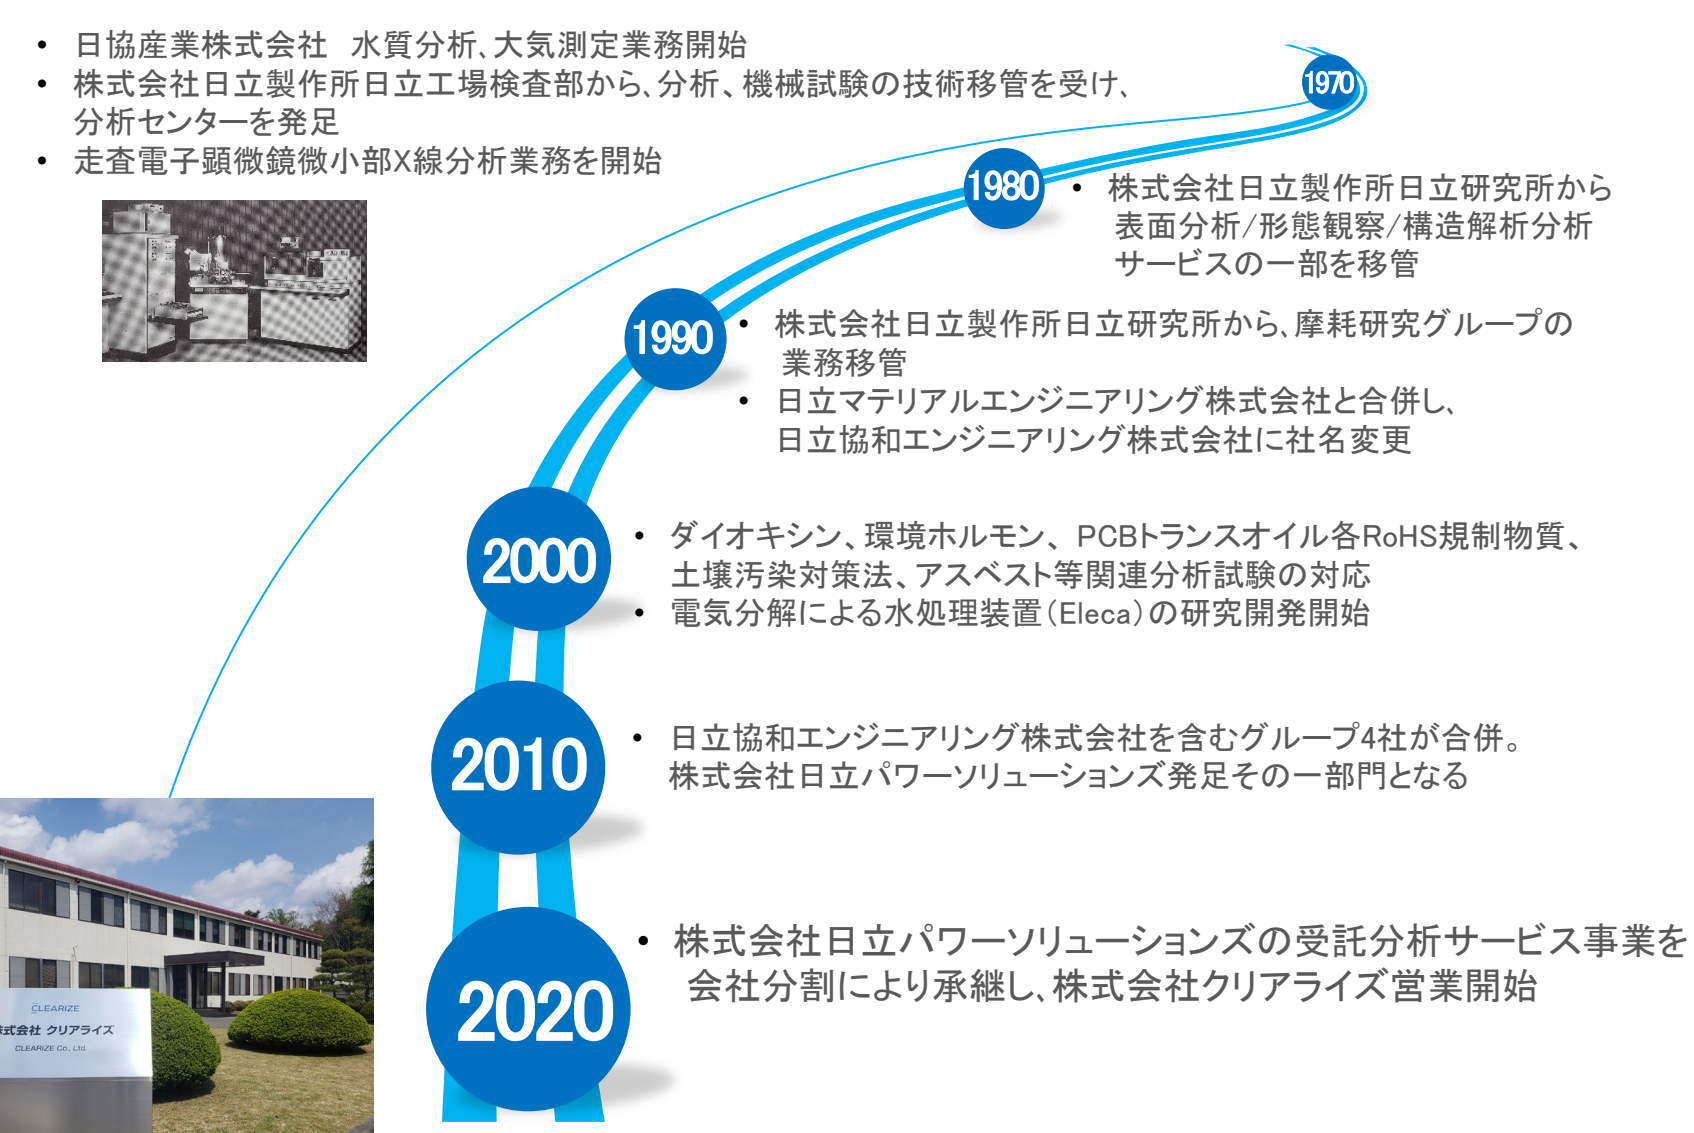 • 日協産業株式会社　水質分析、大気測定業務開始
• 株式会社日立製作所日立工場検査部から、分析、機械試験の技術移管を受け、
分析センターを発足
• 走査電子顕微鏡微小部X線分析業務を開始
1970
1980
• 株式会社日立製作所日立研究所から
表面分析/形態観察/構造解析分析
サービスの一部を移管
1990
• 株式会社日立製作所日立研究所から、摩耗研究グループの
業務移管
• 日立マテリアルエンジニアリング株式会社と合併し、
日立協和エンジニアリング株式会社に社名変更
2000
• ダイオキシン、環境ホルモン、PCBトランスオイル各RoHS規制物質、
土壌汚染対策法、アスベスト等関連分析試験の対応
• 電気分解による水処理装置（Eleca）の研究開発開始
2010
• 日立協和エンジニアリング株式会社を含むグループ4社が合併。
株式会社日立パワーソリューションズ発足その一部門となる
2020
• 株式会社日立パワーソリューションズの受託分析サービス事業を
会社分割により承継し、株式会社クリアライズ営業開始
CLEARIZE
式会社 クリアライズ
CLEARIZE Co., Ltd.